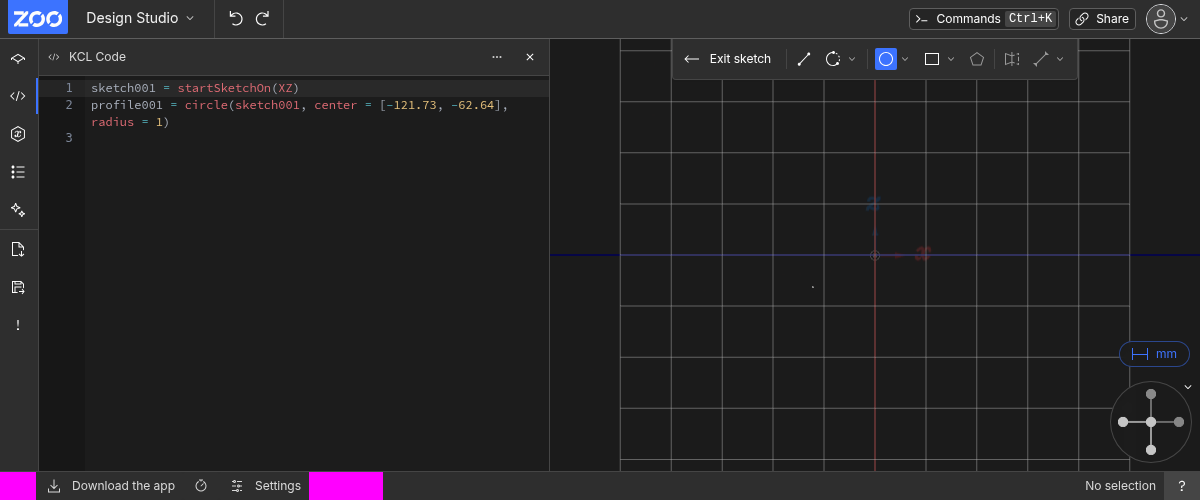 ZOO
Design Studio
Commands Ctrl+K
Share
KCL Code
Exit sketch
1 sketch001 = startSketchOn(XZ)
2 profile001 = circle(sketch001, center = [-121.73, -62.64],
radius = 1)
3
Z
X
mm
Download the app
Settings
No selection
?